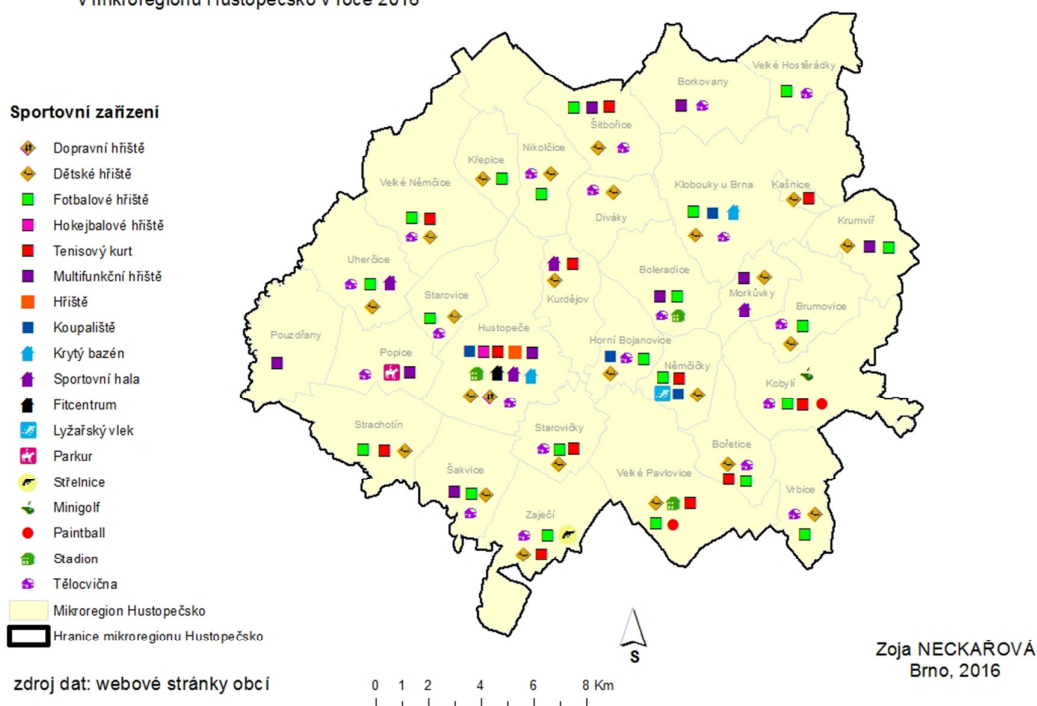 v mikroregionu Hustopečsko v roce 2016
Velké Hostěrádky
Borkovany
Sportovní zařízení
Dopravní hřiště
Dětské hřiště
Fotbalové hřiště
Hokejbalové hřiště
Tenisový kurt
Multifunkční hřiště
Hřiště
Koupaliště
Krytý bazén
Sportovní hala
Fitcentrum
Lyžařský vlek
Parkur
Střelnice
Minigolf
Paintball
Stadion
Tělocvična
Mikroregion Hustopečsko
Hranice mikroregionu Hustopečsko
Šitbořice
Nikolčice
Křepice
Velké Němčice
Klobouky u Brna
Kašnice
Diváky
Krumvíř
Uherčice
Boleradice
Starovice
Kurdějov
Morkůvky
Brumovice
Pouzdřany
Hustopeče
Horní Bojanovice
Popice
Němčičky
Kobylí
Strachotín
Starovičky
Bořetice
Šakvice
Velké Pavlovice
Vrbice
Zaječí
S
Zoja NECKAŘOVÁ
Brno, 2016
zdroj dat: webové stránky obcí
0 1 2 4 6 8 Km